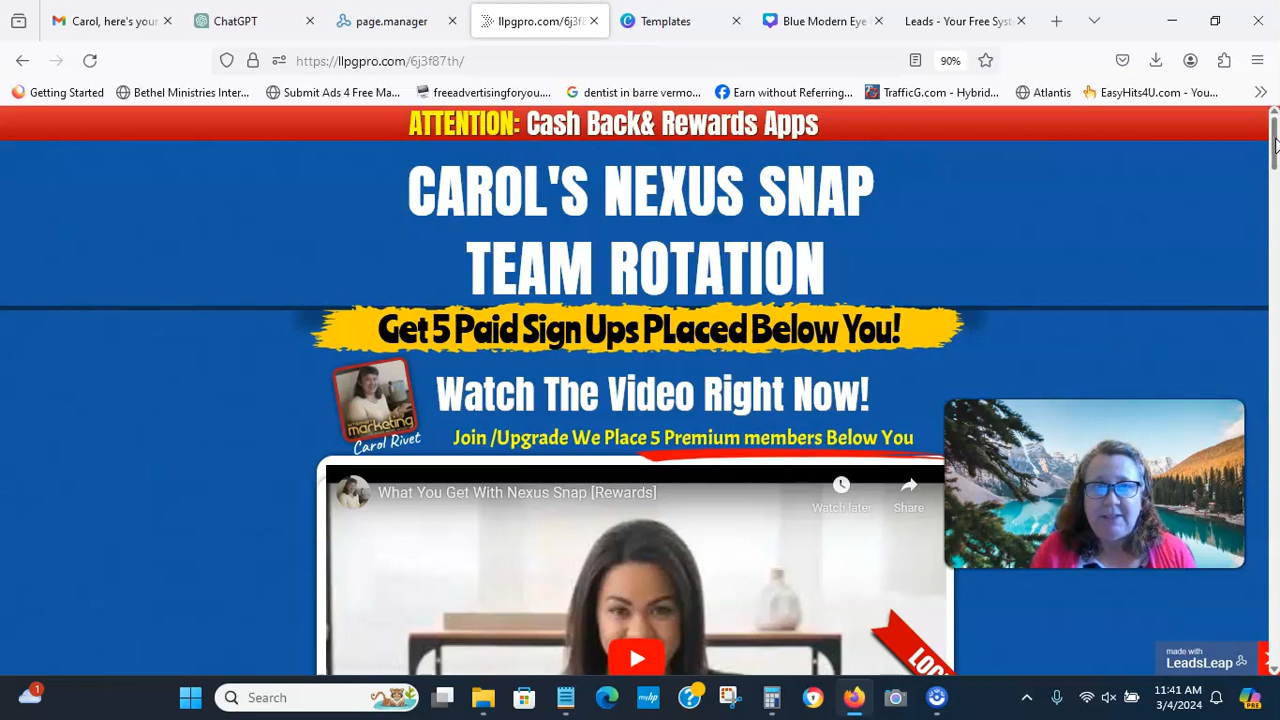 Carol, here's your
ChatGPT
page.manager
llpgpro.com/6j3f8
Templates
Blue Modern Eye
Leads - Your Free Syst
https://llpgpro.com/6j3f87th/
90%
Getting Started
Bethel Ministries Inter...
Submit Ads 4 Free Ma...
freeadvertisingforyou....
dentist in barre vermo...
Earn without Referring...
TrafficG.com - Hybrid...
Atlantis
EasyHits4U.com - You...
ATTENTION: Cash Back& Rewards Apps
CAROL'S NEXUS SNAP
TEAM ROTATION
Get 5 Paid Sign Ups PLaced Below You!
Watch The Video Right Now!
marketing
Carol Rivet
Join /Upgrade We Place 5 Premium members Below You
What You Get With Nexus Snap [Rewards]
Watch later
Share
LOO
made with
LeadsLeap
1
Search
myhp
11:41 AM
3/4/2024
PRE